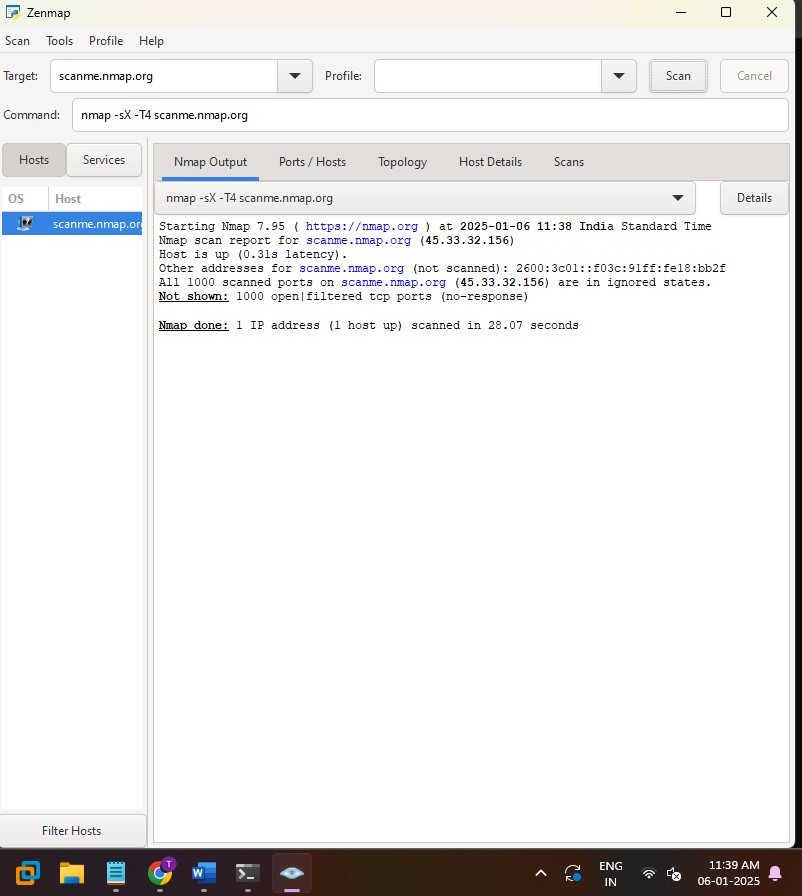 Zenmap
Scan Tools Profile Help
Target: scanme.nmap.org Profile: Scan Cancel
Command: nmap -sX -T4 scanme.nmap.org
Hosts Services Nmap Output Ports / Hosts Topology Host Details Scans
OS Host
nmap -sX -T4 scanme.nmap.org Details
scanme.nmap.or
Starting Nmap 7.95 ( https://nmap.org ) at 2025-01-06 11:38 India Standard Time
Nmap scan report for scanme.nmap.org (45.33.32.156)
Host is up (0.31s latency).
Other addresses for scanme.nmap.org (not scanned): 2600:3c01::f03c:91ff:fe18:bb2f
All 1000 scanned ports on scanme.nmap.org (45.33.32.156) are in ignored states.
Not shown: 1000 open|filtered tcp ports (no-response)
Nmap done: 1 IP address (1 host up) scanned in 28.07 seconds
Filter Hosts
T
W
ENG
IN
11:39 AM
06-01-2025